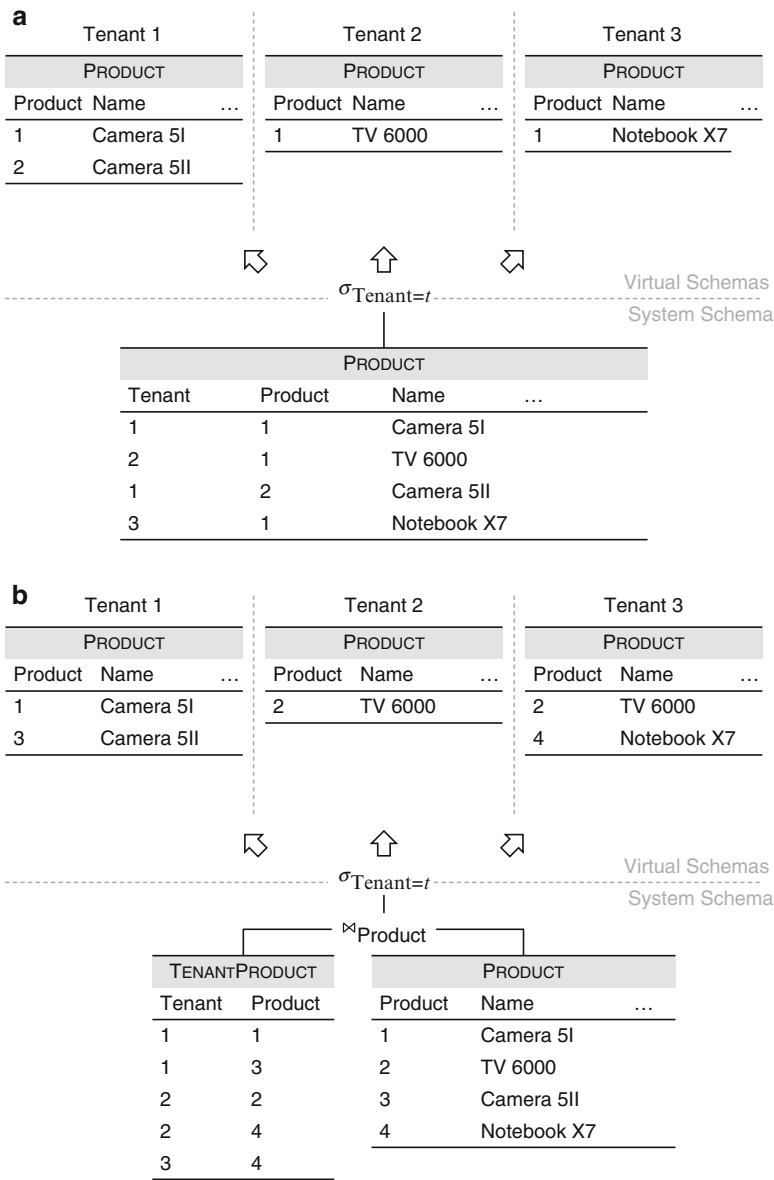 a
Tenant 1 Tenant 2 Tenant 3
PRODUCT PRODUCT PRODUCT
Product Name … Product Name … Product Name …
1 Camera 5I 1 TV 6000 1 Notebook X7
2 Camera 5II
Virtual Schemas
σTenant=t
System Schema
PRODUCT
Tenant Product Name …
1 1 Camera 5I
2 1 TV 6000
1 2 Camera 5II
3 1 Notebook X7
b
Tenant 1 Tenant 2 Tenant 3
PRODUCT PRODUCT PRODUCT
Product Name … Product Name … Product Name …
1 Camera 5I 2 TV 6000 2 TV 6000
3 Camera 5II 4 Notebook X7
Virtual Schemas
σTenant=t
System Schema
⋈Product
TENANTPRODUCT PRODUCT
Tenant Product Product Name …
1 1 1 Camera 5I
1 3 2 TV 6000
2 2 3 Camera 5II
2 4 4 Notebook X7
3 4